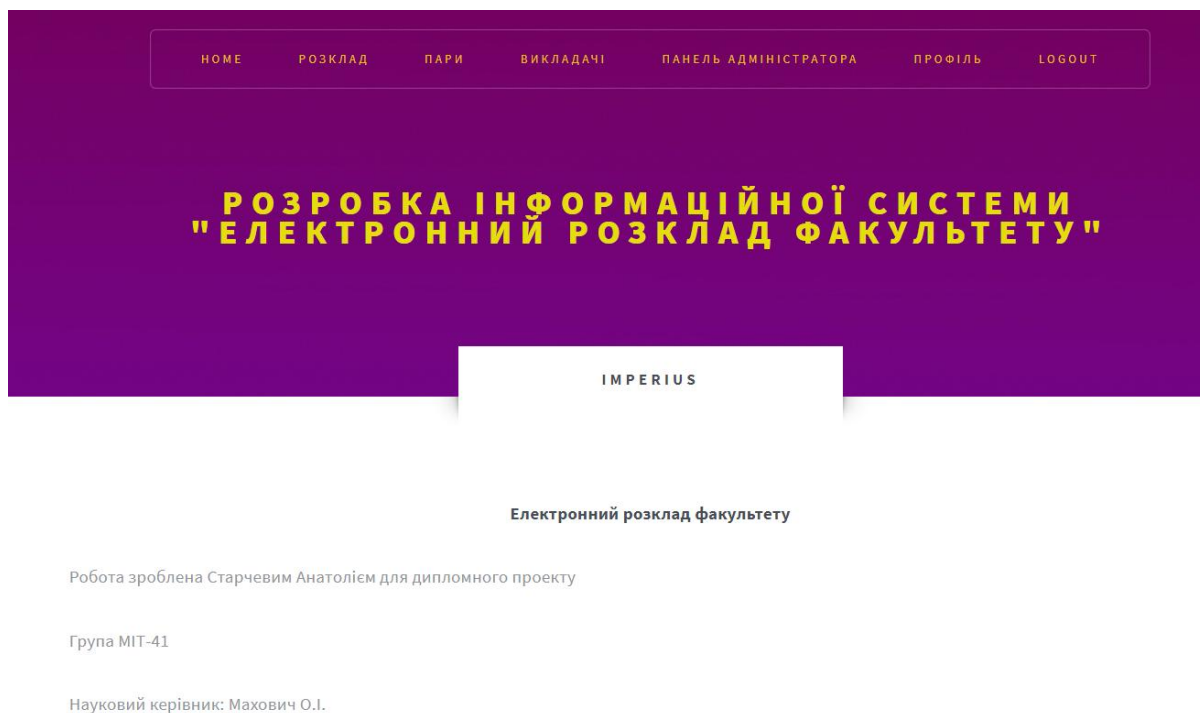 HOME РОЗКЛАД ПАРИ ВИКЛАДАЧІ ПАНЕЛЬ АДМІНІСТРАТОРА ПРОФІЛЬ LOGOUT
РОЗРОБКА ІНФОРМАЦІЙНОЇ СИСТЕМИ
"ЕЛЕКТРОННИЙ РОЗКЛАД ФАКУЛЬТЕТУ"
IMPERIUS
Електронний розклад факультету
Робота зроблена Старчевим Анатолієм для дипломного проекту
Група МІТ-41
Науковий керівник: Махович О.І.